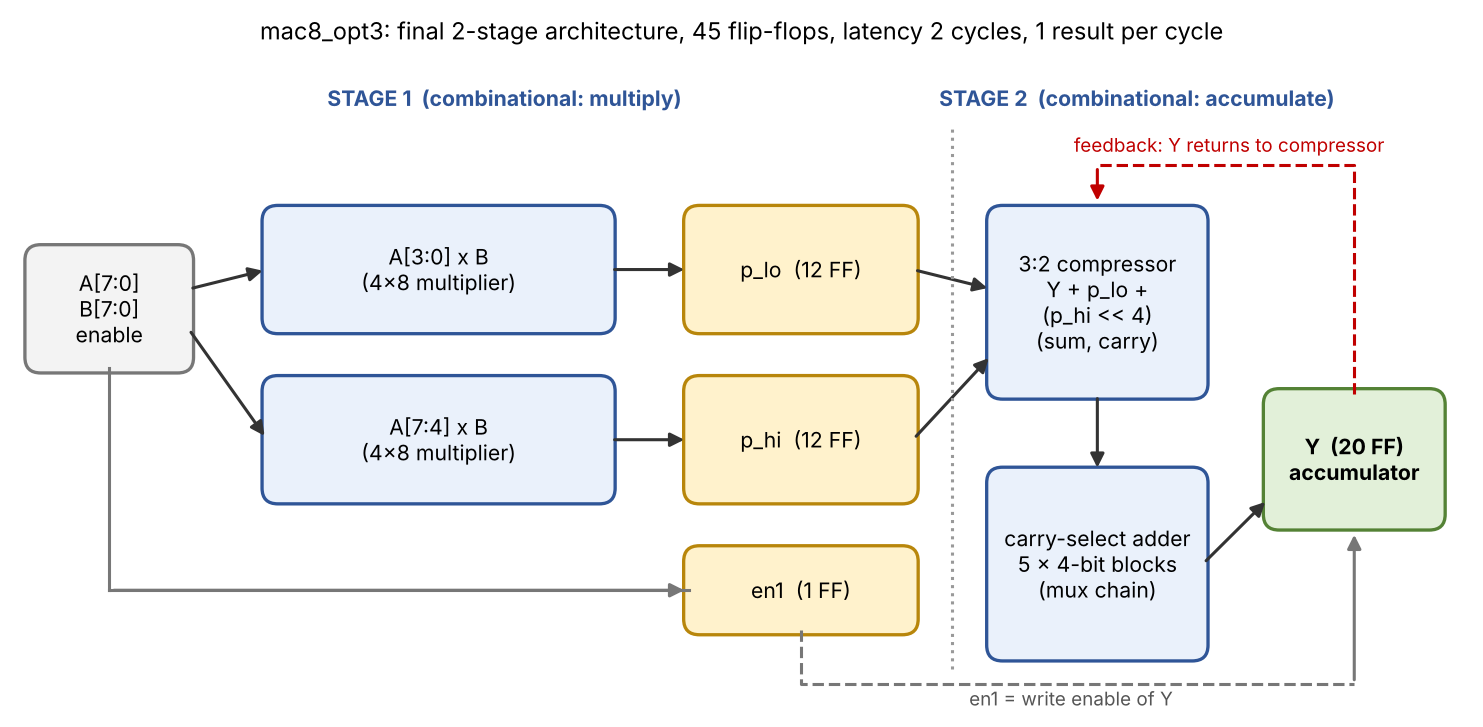 mac8_opt3: final 2-stage architecture, 45 flip-flops, latency 2 cycles, 1 result per cycle
STAGE 1 (combinational: multiply)
STAGE 2 (combinational: accumulate)
feedback: Y returns to compressor
A[7:0]
B[7:0]
enable
A[3:0] x B
(4×8 multiplier)
p_lo (12 FF)
3:2 compressor
Y + p_lo +
(p_hi << 4)
(sum, carry)
A[7:4] x B
(4×8 multiplier)
p_hi (12 FF)
Y (20 FF)
accumulator
carry-select adder
5 × 4-bit blocks
(mux chain)
en1 (1 FF)
en1 = write enable of Y